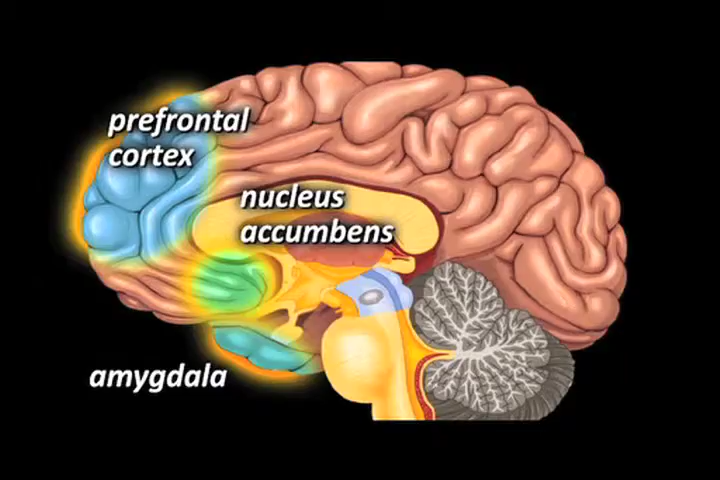 prefrontal
cortex
nucleus
accumbens
amygdala